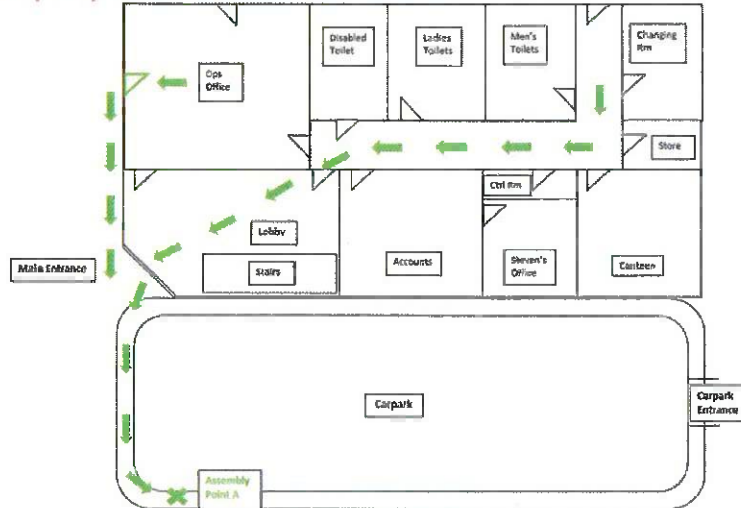 Disabled
Toilet
Ladies
Toilets
Men's
Toilets
Changing
Rm
Ops
Office
Store
Ctrl Rm
Lobby
Main Entrance
Stairs
Accounts
Steven's
Office
Canteen
Carpark
Carpark
Entrance
Assembly
Point A